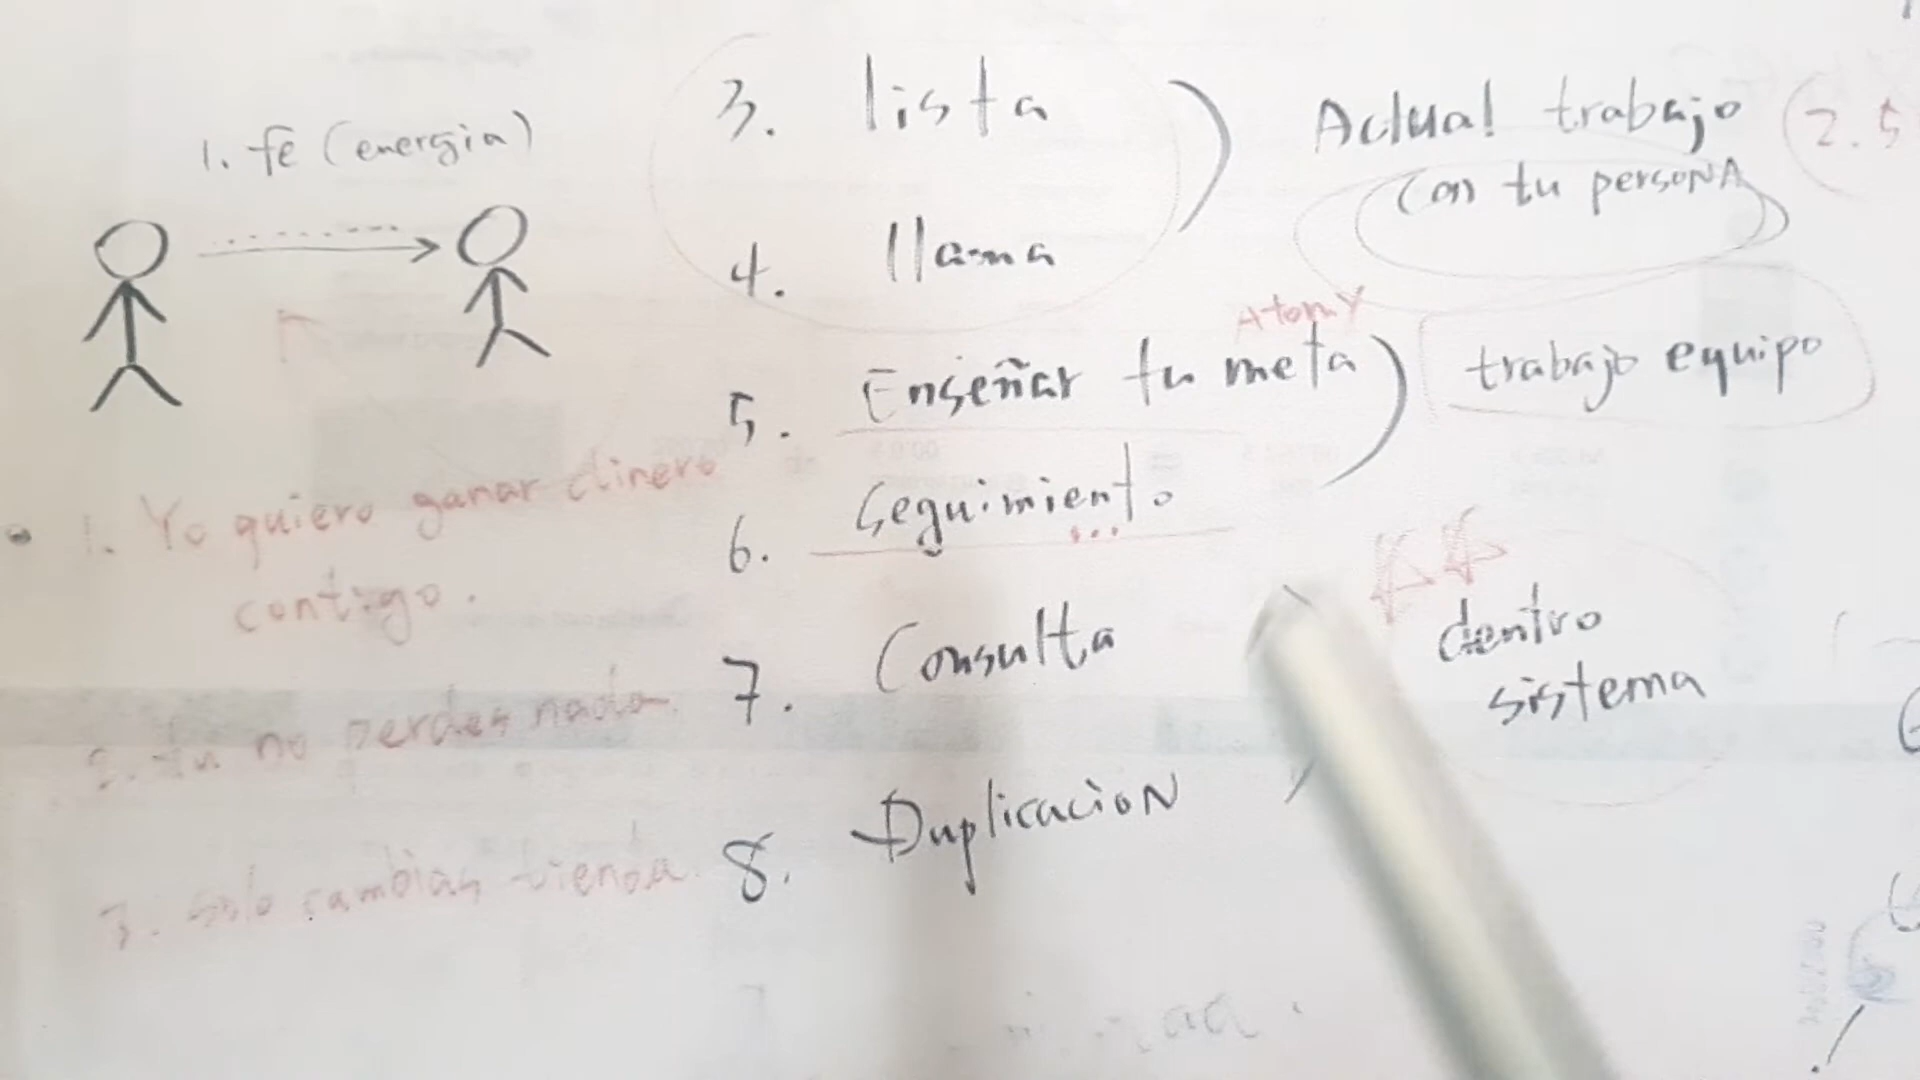 1. fe (energia)
1. Yo quiero ganar dinero
contigo.
2. tu no perdes nada.
3. solo cambias tienda.
3. lista
4. llama
Atomy
5. Enseñar tu meta
6. Seguimiento
...
7. Consulta
8. Duplicacion
Actual trabajo
Con tu persona
2.5
trabajo equipo
dentro
sistema